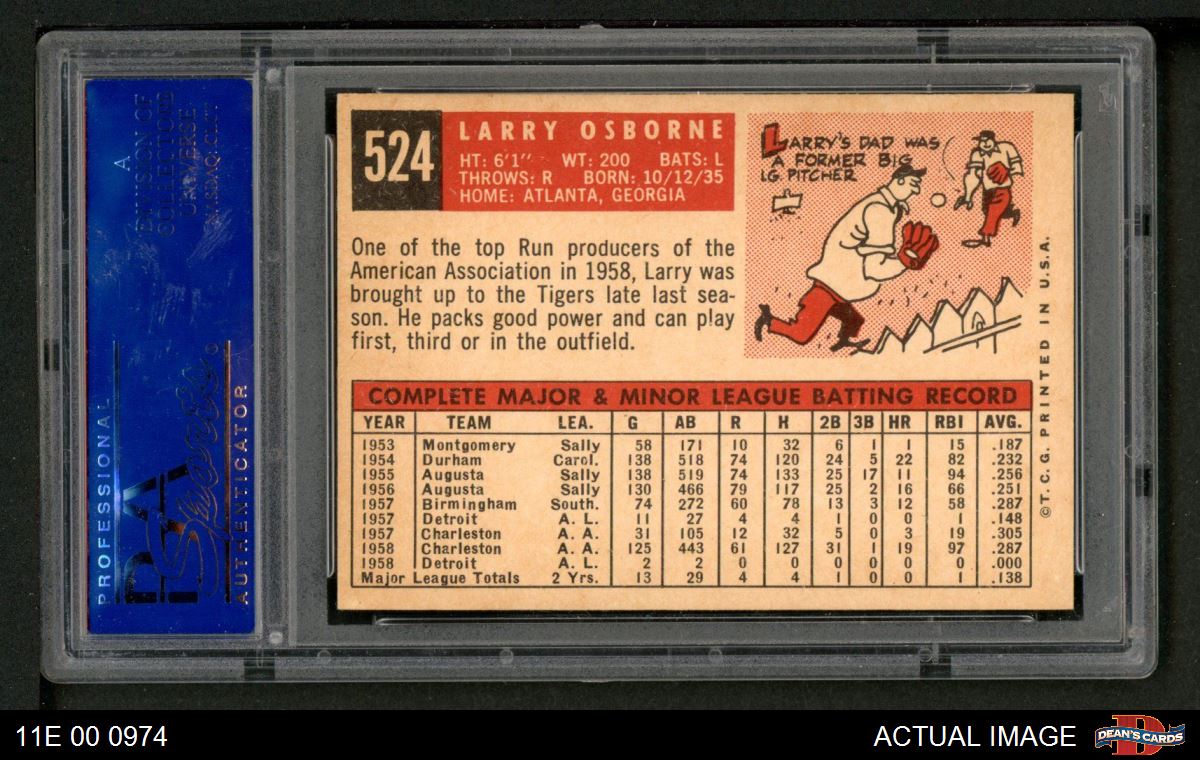 A
DIVISION OF
COLLECTORS
UNIVERSE
NASDAQ: CLCT
PROFESSIONAL
PSA
Sports
AUTHENTICATOR
524
LARRY OSBORNE
HT: 6'1'' WT: 200 BATS: L
THROWS: R BORN: 10/12/35
HOME: ATLANTA, GEORGIA
LARRY'S DAD WAS
A FORMER BIG
LG. PITCHER
One of the top Run producers of the
American Association in 1958, Larry was
brought up to the Tigers late last sea-
son. He packs good power and can play
first, third or in the outfield.
COMPLETE MAJOR & MINOR LEAGUE BATTING RECORD
YEAR TEAM LEA. G AB R H 2B 3B HR RBI AVG.
1953 Montgomery Sally 58 171 10 32 6 1 1 15 .187
1954 Durham Carol. 138 518 74 120 24 5 22 82 .232
1955 Augusta Sally 138 519 74 133 25 17 11 94 .256
1956 Augusta Sally 130 466 79 117 25 2 16 66 .251
1957 Birmingham South. 74 272 60 78 13 3 12 58 .287
1957 Detroit A. L. 11 27 4 4 1 0 0 1 .148
1957 Charleston A. A. 31 105 12 32 5 0 3 19 .305
1958 Charleston A. A. 125 443 61 127 31 1 19 97 .287
1958 Detroit A. L. 2 2 0 0 0 0 0 0 .000
Major League Totals 2 Yrs. 13 29 4 4 1 0 0 1 .138
©T. C. G. PRINTED IN U.S.A.
11E 00 0974
ACTUAL IMAGE
D
DEAN'S CARDS